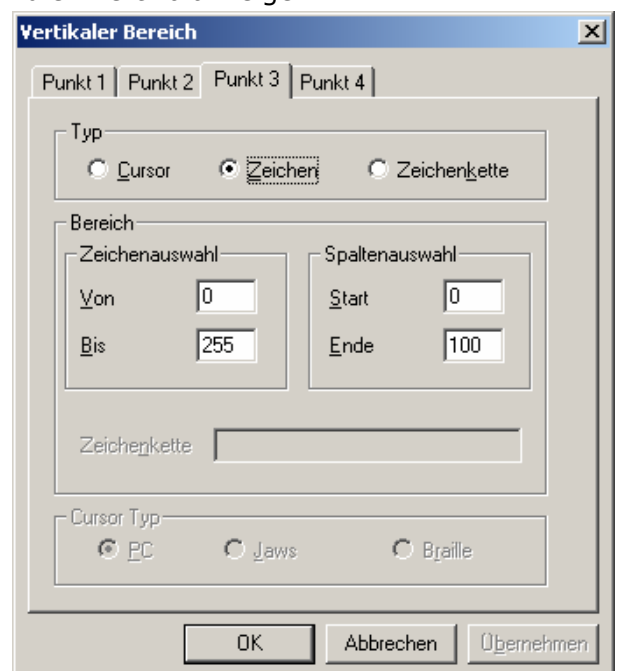 Vertikaler Bereich
Punkt 1 Punkt 2 Punkt 3 Punkt 4
Typ
Cursor Zeichen Zeichenkette
Bereich
Zeichenauswahl Spaltenauswahl
Von 0 Start 0
Bis 255 Ende 100
Zeichenkette
Cursor Typ
PC Jaws Braille
OK Abbrechen Übernehmen